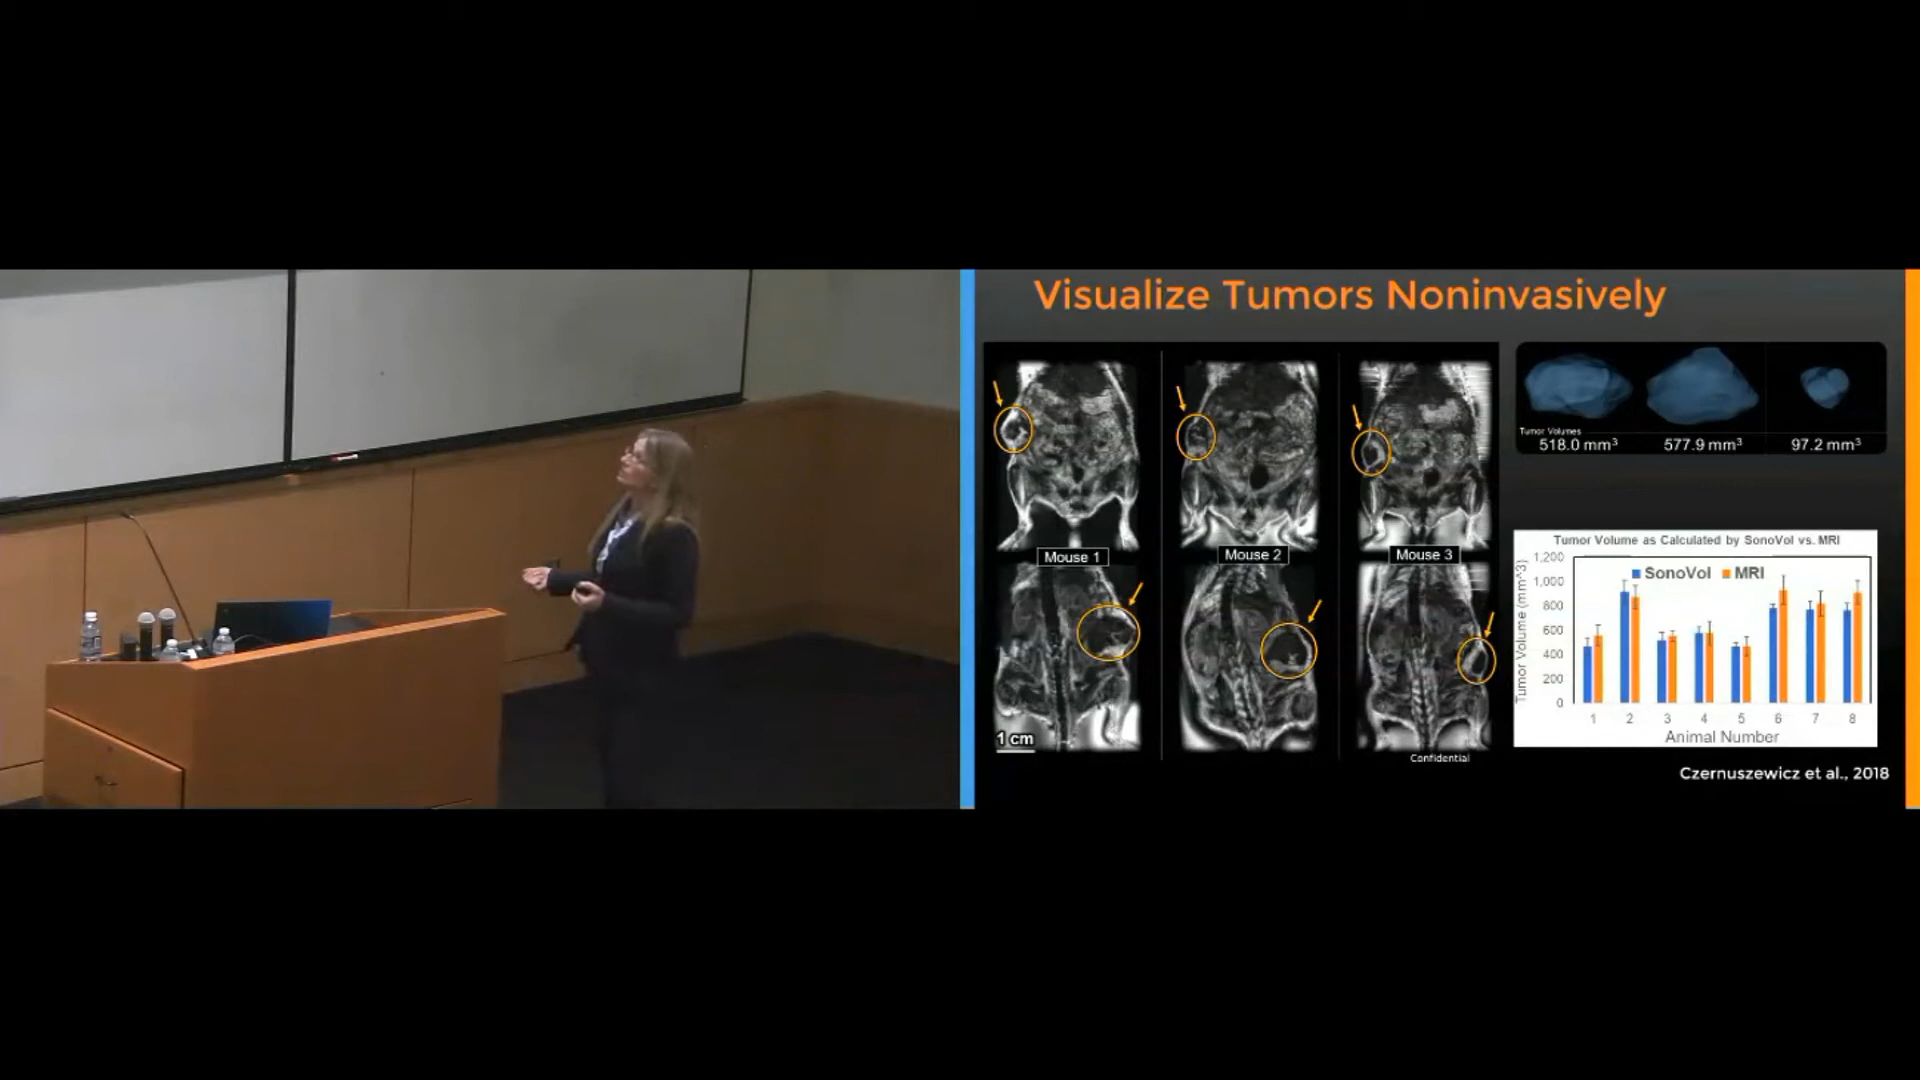 Visualize Tumors Noninvasively
Mouse 1
Mouse 2
Mouse 3
1 cm
Confidential
Tumor Volumes
518.0 mm³
577.9 mm³
97.2 mm³
Tumor Volume as Calculated by SonoVol vs. MRI
Tumor Volume (mm^3)
1,200
1,000
800
600
400
200
0
SonoVol
MRI
1 2 3 4 5 6 7 8
Animal Number
Czernuszewicz et al., 2018